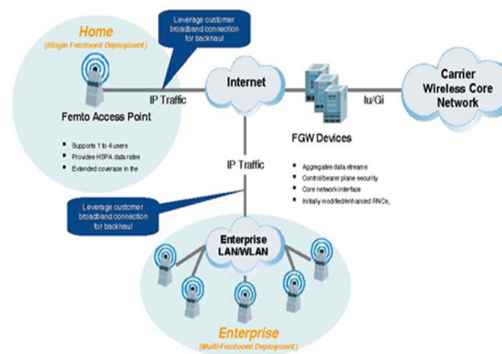 Home
(Single Femtocell Deployment)
Leverage customer
broadband connection
for backhaul
IP Traffic
Internet
Iu/Gi
Carrier
Wireless Core
Network
Femto Access Point
Supports 1 to 4 users
Provides HSPA data rates
Extended coverage in the
FGW Devices
Aggregates data streams
Control/bearer plane security
Core network interface
Initially modified/enhanced RNCs,
IP Traffic
Leverage customer
broadband connection
for backhaul
Enterprise
LAN/WLAN
Enterprise
(Multi-Femtocell Deployment)